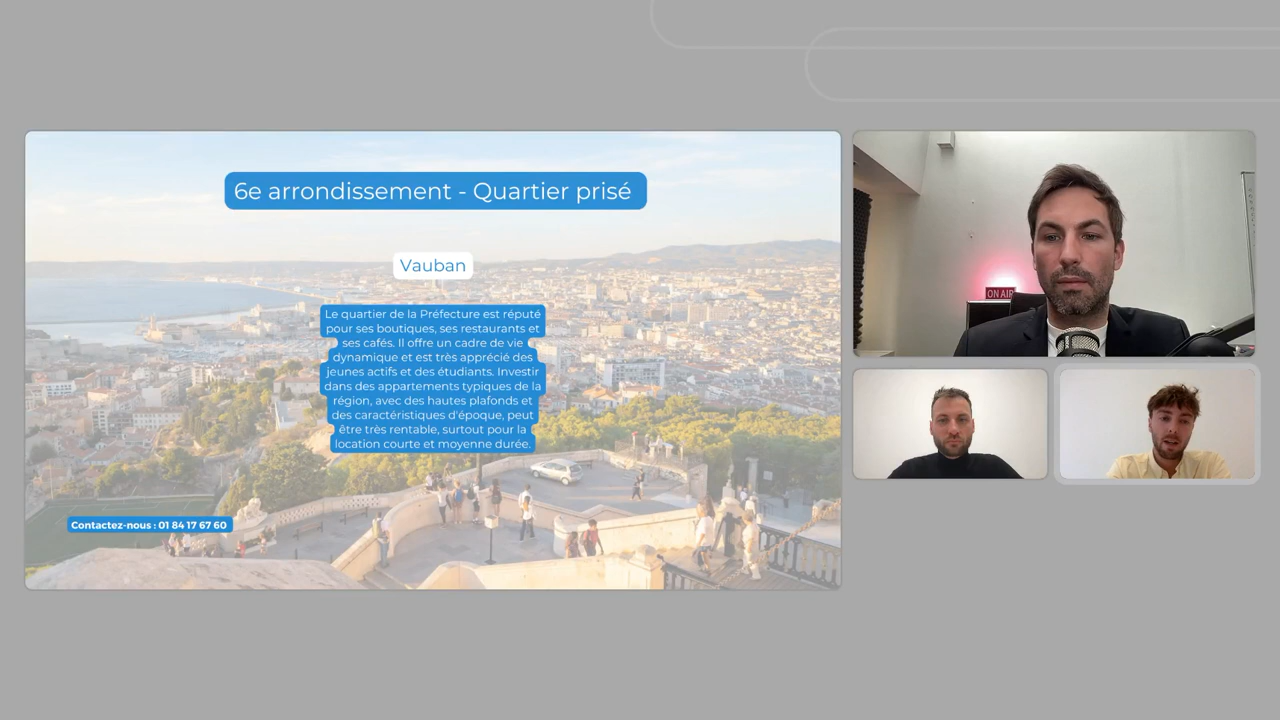 6e arrondissement - Quartier prisé
Vauban
Le quartier de la Préfecture est réputé
pour ses boutiques, ses restaurants et
ses cafés. Il offre un cadre de vie
dynamique et est très apprécié des
jeunes actifs et des étudiants. Investir
dans des appartements typiques de la
région, avec des hautes plafonds et
des caractéristiques d'époque, peut
être très rentable, surtout pour la
location courte et moyenne durée.
Contactez-nous : 01 84 17 67 60
ON AIR